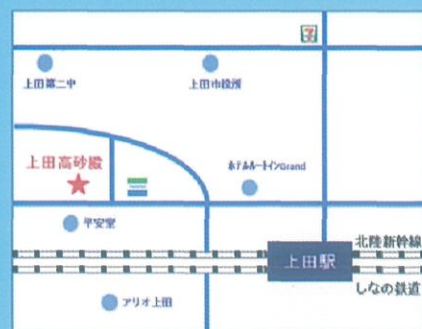 7
上田第二中
上田市役所
上田高砂殿
ホテルルートインGrand
平安堂
上田駅
北陸新幹線
しなの鉄道
アリオ上田